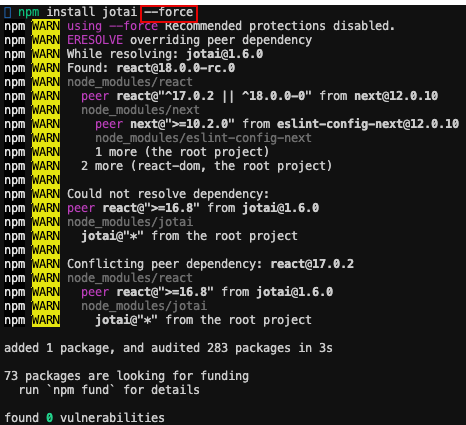 npm install jotai --force
npm WARN using --force Recommended protections disabled.
npm WARN ERESOLVE overriding peer dependency
npm WARN While resolving: jotai@1.6.0
npm WARN Found: react@18.0.0-rc.0
npm WARN node_modules/react
npm WARN   peer react@"^17.0.2 || ^18.0.0-0" from next@12.0.10
npm WARN   node_modules/next
npm WARN     peer next@">=10.2.0" from eslint-config-next@12.0.10
npm WARN     node_modules/eslint-config-next
npm WARN     1 more (the root project)
npm WARN   2 more (react-dom, the root project)
npm WARN
npm WARN Could not resolve dependency:
npm WARN peer react@">=16.8" from jotai@1.6.0
npm WARN node_modules/jotai
npm WARN   jotai@"*" from the root project
npm WARN
npm WARN Conflicting peer dependency: react@17.0.2
npm WARN node_modules/react
npm WARN   peer react@">=16.8" from jotai@1.6.0
npm WARN   node_modules/jotai
npm WARN     jotai@"*" from the root project

added 1 package, and audited 283 packages in 3s

73 packages are looking for funding
  run `npm fund` for details

found 0 vulnerabilities